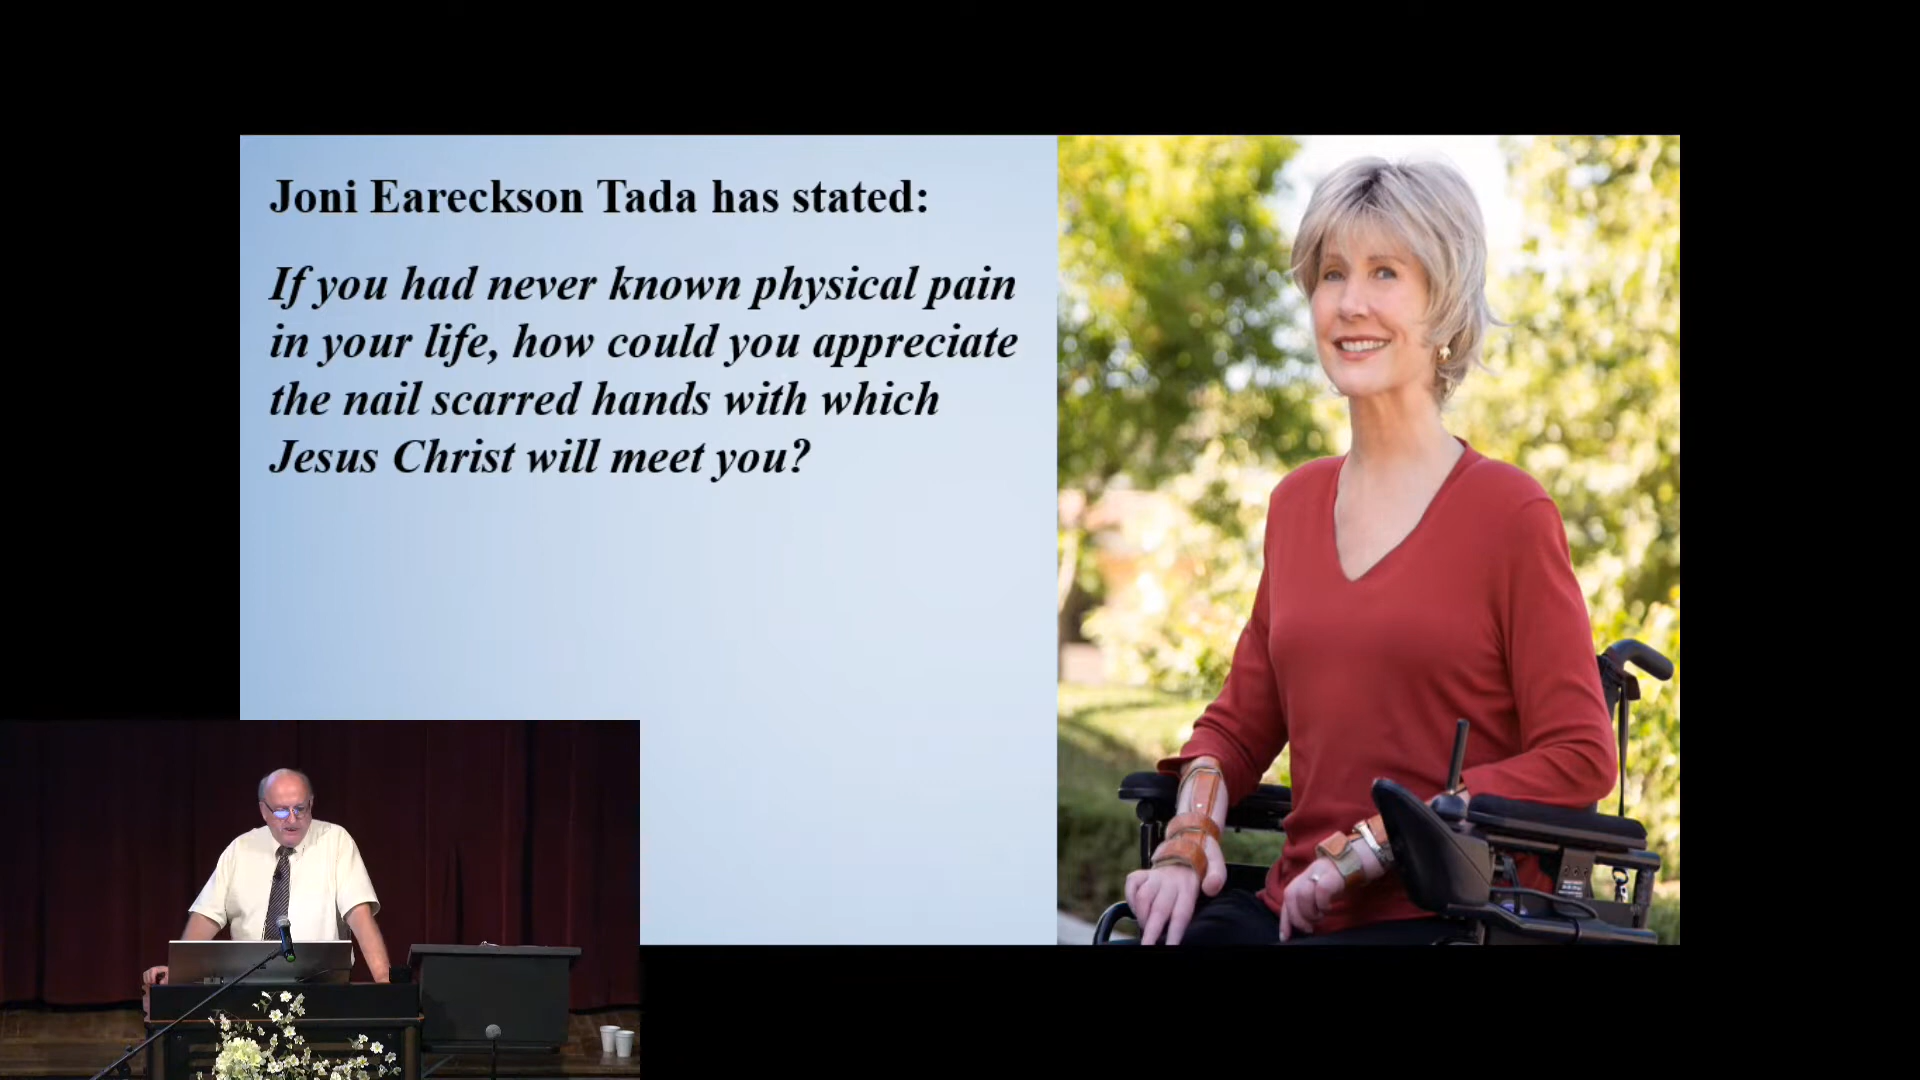 Joni Eareckson Tada has stated:
If you had never known physical pain
in your life, how could you appreciate
the nail scarred hands with which
Jesus Christ will meet you?